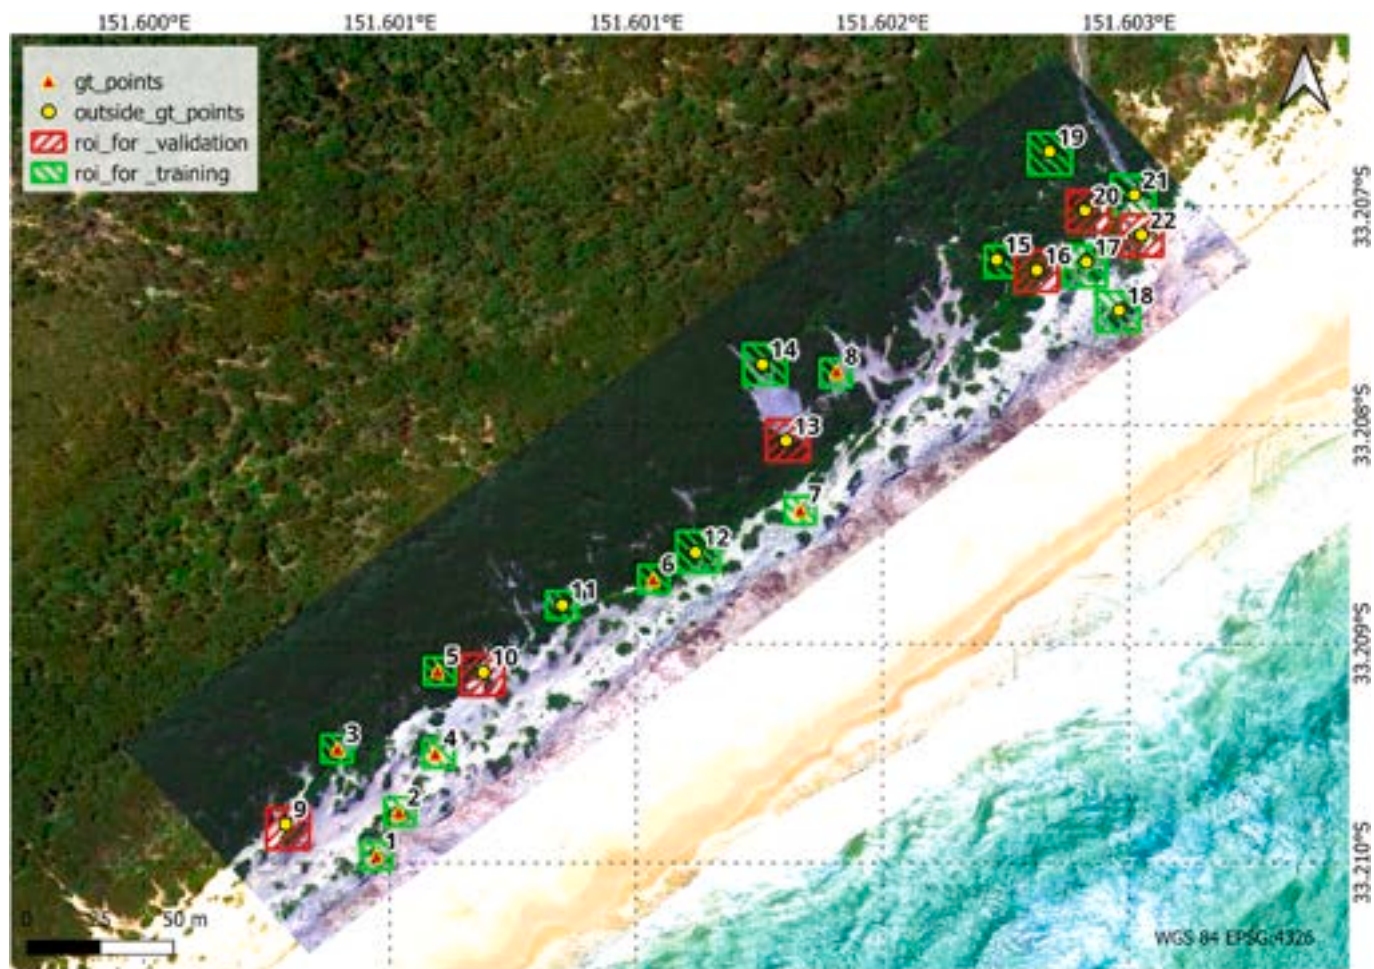 151.600°E 151.601°E 151.601°E 151.602°E 151.603°E
gt_points
outside_gt_points
roi_for _validation
roi_for _training
19
21
20
22
33.207°S
15
16
17
18
14
8
13
33.208°S
7
12
6
11
5
10
33.209°S
3
4
2
9
1
33.210°S
0 25 50 m
WGS 84 EPSG:4326